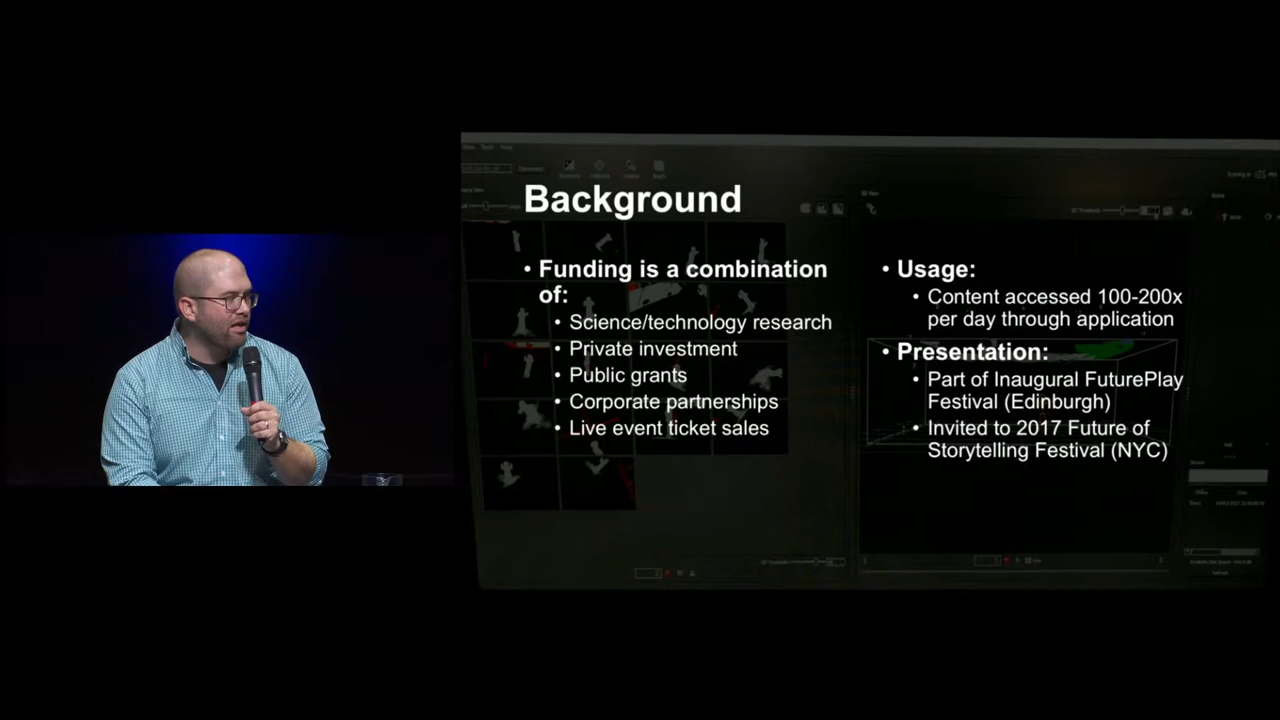 Background
• Funding is a combination
of:
• Science/technology research
• Private investment
• Public grants
• Corporate partnerships
• Live event ticket sales
• Usage:
• Content accessed 100-200x
per day through application
• Presentation:
• Part of Inaugural FuturePlay
Festival (Edinburgh)
• Invited to 2017 Future of
Storytelling Festival (NYC)